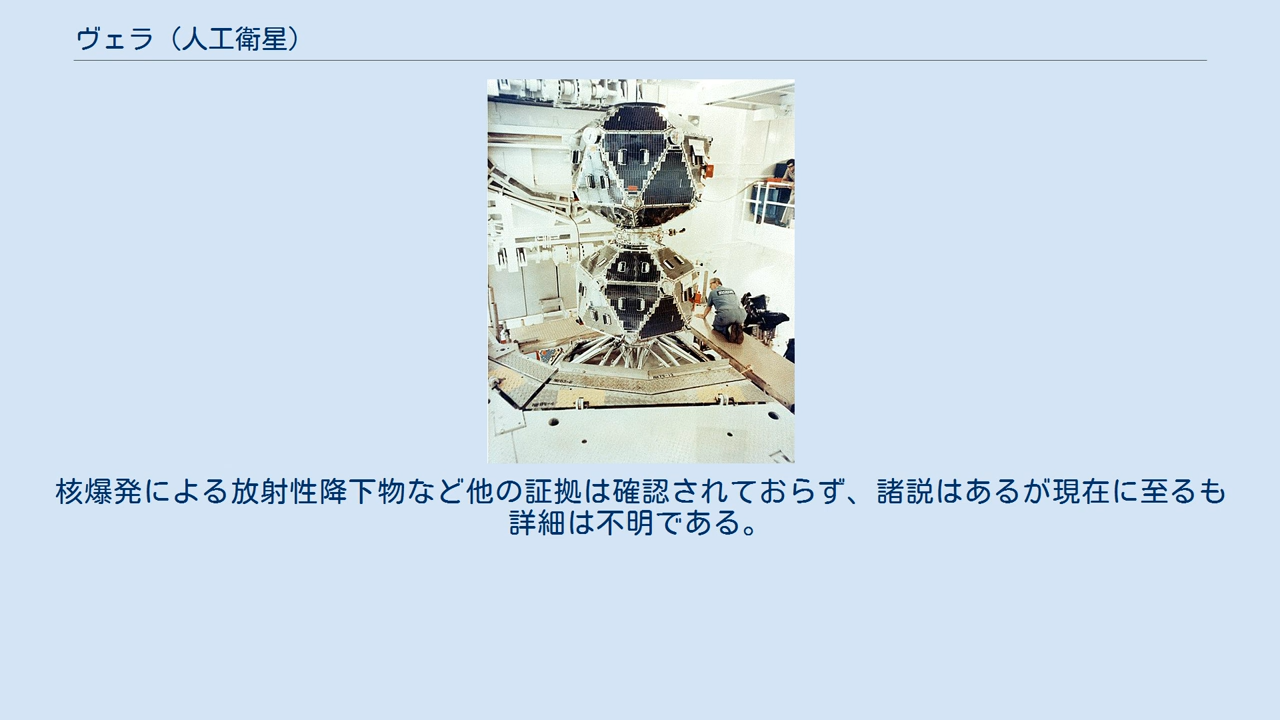 ヴェラ（人工衛星）
核爆発による放射性降下物など他の証拠は確認されておらず、諸説はあるが現在に至るも
詳細は不明である。